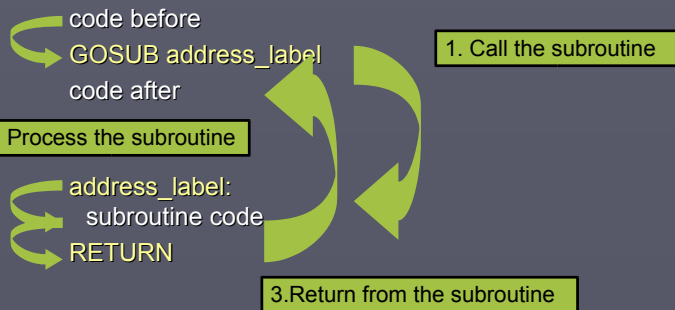 code before
GOSUB address_label
1. Call the subroutine
code after
Process the subroutine
address_label:
subroutine code
RETURN
3.Return from the subroutine